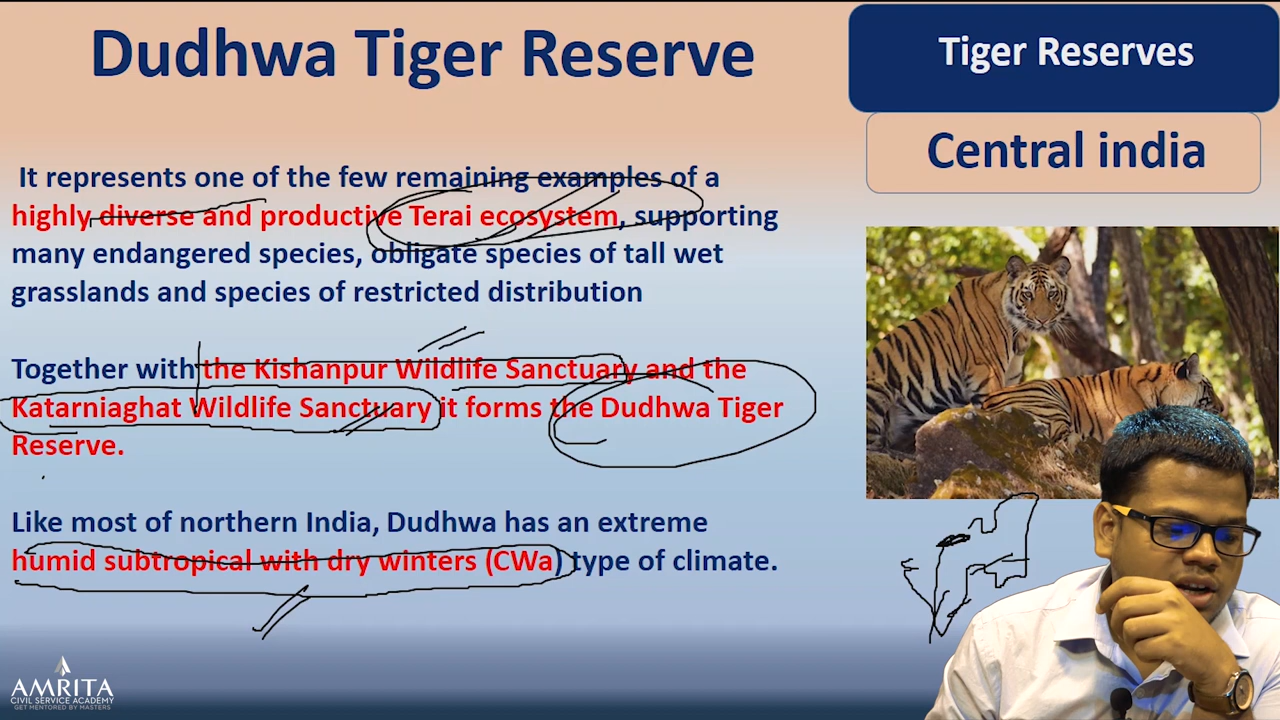 Dudhwa Tiger Reserve
Tiger Reserves
Central india
It represents one of the few remaining examples of a
highly diverse and productive Terai ecosystem, supporting
many endangered species, obligate species of tall wet
grasslands and species of restricted distribution
Together with the Kishanpur Wildlife Sanctuary and the
Katarniaghat Wildlife Sanctuary it forms the Dudhwa Tiger
Reserve.
Like most of northern India, Dudhwa has an extreme
humid subtropical with dry winters (CWa) type of climate.
AMRITA
CIVIL SERVICE ACADEMY
GET MENTORED BY MASTERS